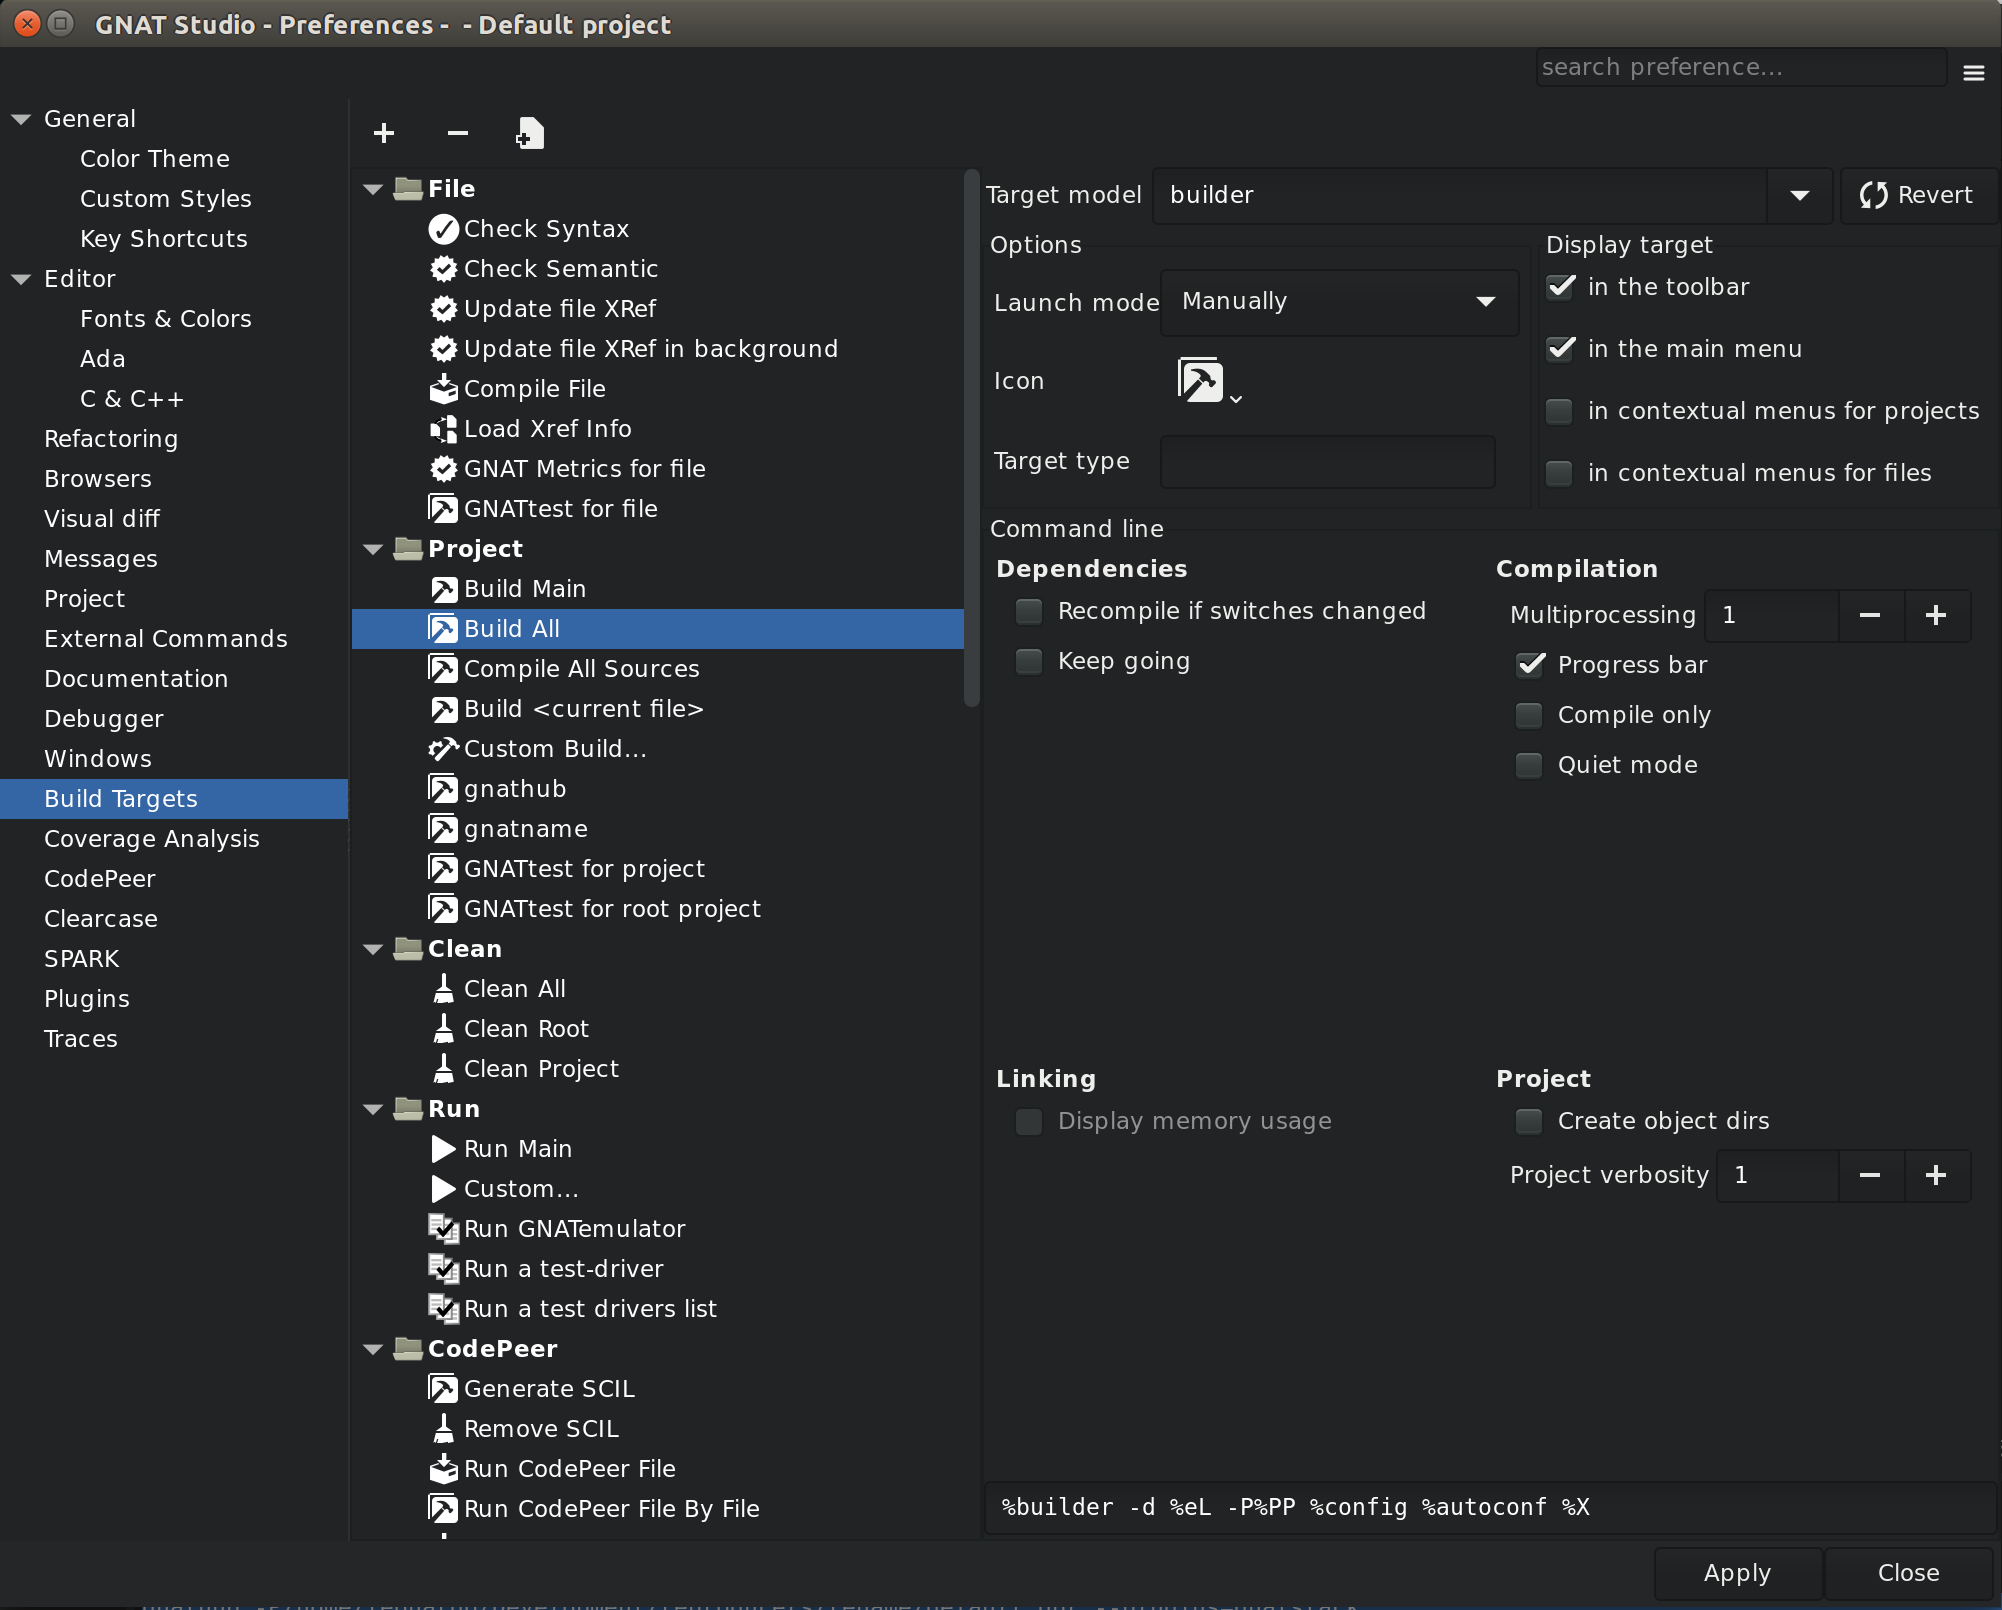 GNAT Studio - Preferences -  - Default project
search preference...
General
Color Theme
Custom Styles
Key Shortcuts
Editor
Fonts & Colors
Ada
C & C++
Refactoring
Browsers
Visual diff
Messages
Project
External Commands
Documentation
Debugger
Windows
Build Targets
Coverage Analysis
CodePeer
Clearcase
SPARK
Plugins
Traces
File
Check Syntax
Check Semantic
Update file XRef
Update file XRef in background
Compile File
Load Xref Info
GNAT Metrics for file
GNATtest for file
Project
Build Main
Build All
Compile All Sources
Build <current file>
Custom Build...
gnathub
gnatname
GNATtest for project
GNATtest for root project
Clean
Clean All
Clean Root
Clean Project
Run
Run Main
Custom...
Run GNATemulator
Run a test-driver
Run a test drivers list
CodePeer
Generate SCIL
Remove SCIL
Run CodePeer File
Run CodePeer File By File
Target model builder Revert
Options
Launch mode Manually
Icon
Target type
Display target
in the toolbar
in the main menu
in contextual menus for projects
in contextual menus for files
Command line
Dependencies
Recompile if switches changed
Keep going
Compilation
Multiprocessing 1
Progress bar
Compile only
Quiet mode
Linking
Display memory usage
Project
Create object dirs
Project verbosity 1
%builder -d %eL -P%PP %config %autoconf %X
Apply Close